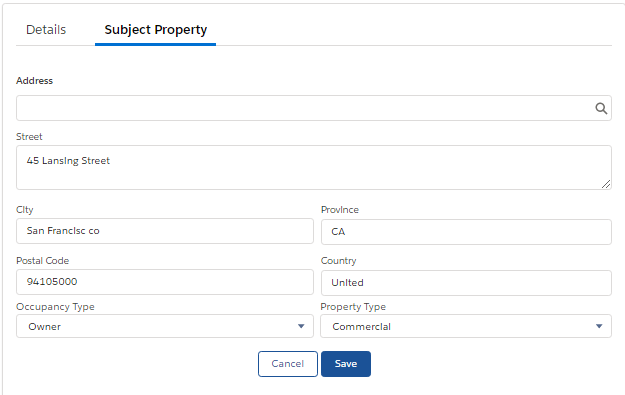 Details Subject Property
Address
Street
45 Lansing Street
City Province
San Francisc co CA
Postal Code Country
94105000 United
Occupancy Type Property Type
Owner Commercial
Cancel Save